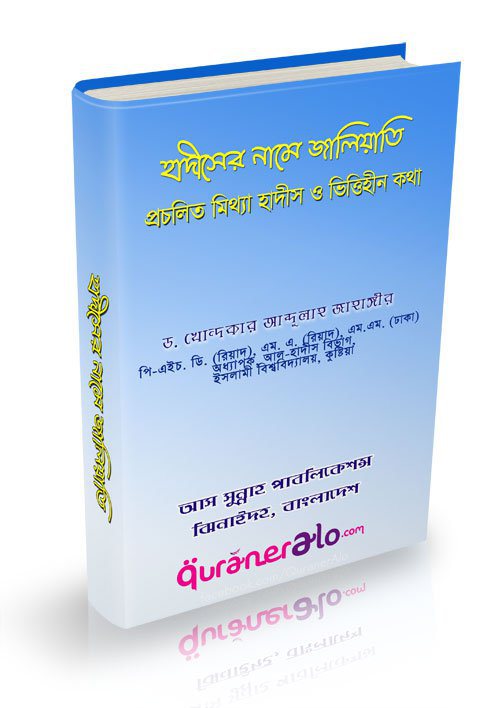 হাদীসের নামে জালিয়াতি
প্রচলিত মিথ্যা হাদীস ও ভিত্তিহীন কথা
ড. খোন্দকার আব্দুল্লাহ জাহাঙ্গীর
পি-এইচ. ডি. (রিয়াদ), এম. এ. (রিয়াদ), এম.এম. (ঢাকা)
অধ্যাপক, আল-হাদীস বিভাগ,
ইসলামী বিশ্ববিদ্যালয়, কুষ্টিয়া
আস সুন্নাহ পাবলিকেশন্স
ঝিনাইদহ, বাংলাদেশ
QuranerAlo.com
facebook.com/QuranerAlo
হাদীসের নামে জালিয়াতি